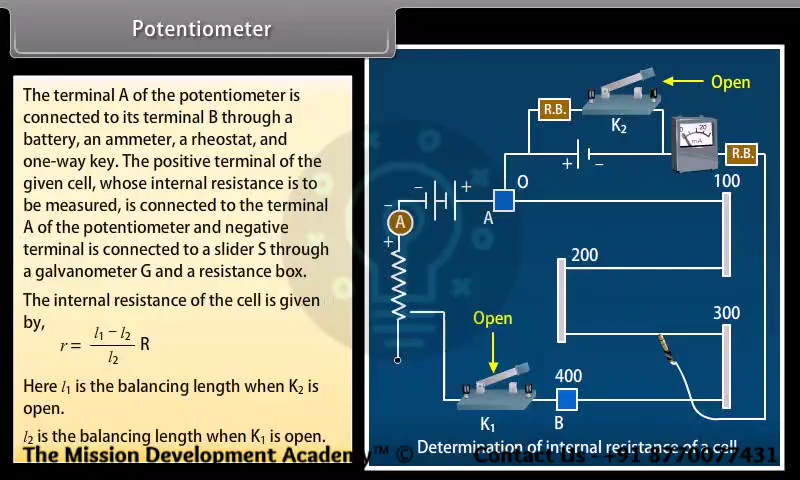 Potentiometer
The terminal A of the potentiometer is
connected to its terminal B through a
battery, an ammeter, a rheostat, and
one-way key. The positive terminal of the
given cell, whose internal resistance is to
be measured, is connected to the terminal
A of the potentiometer and negative
terminal is connected to a slider S through
a galvanometer G and a resistance box.
The internal resistance of the cell is given
by,
r = (l₁ − l₂) / l₂ R
Here l₁ is the balancing length when K₂ is
open.
l₂ is the balancing length when K₁ is open.
Open
R.B.
K₂
+ −
0 20
mA
R.B.
− +
O
A
100
−
A
+
200
300
Open
400
K₁
B
Determination of internal resistance of a cell
The Mission Development Academy™ © Contact Us - +91 8770077431